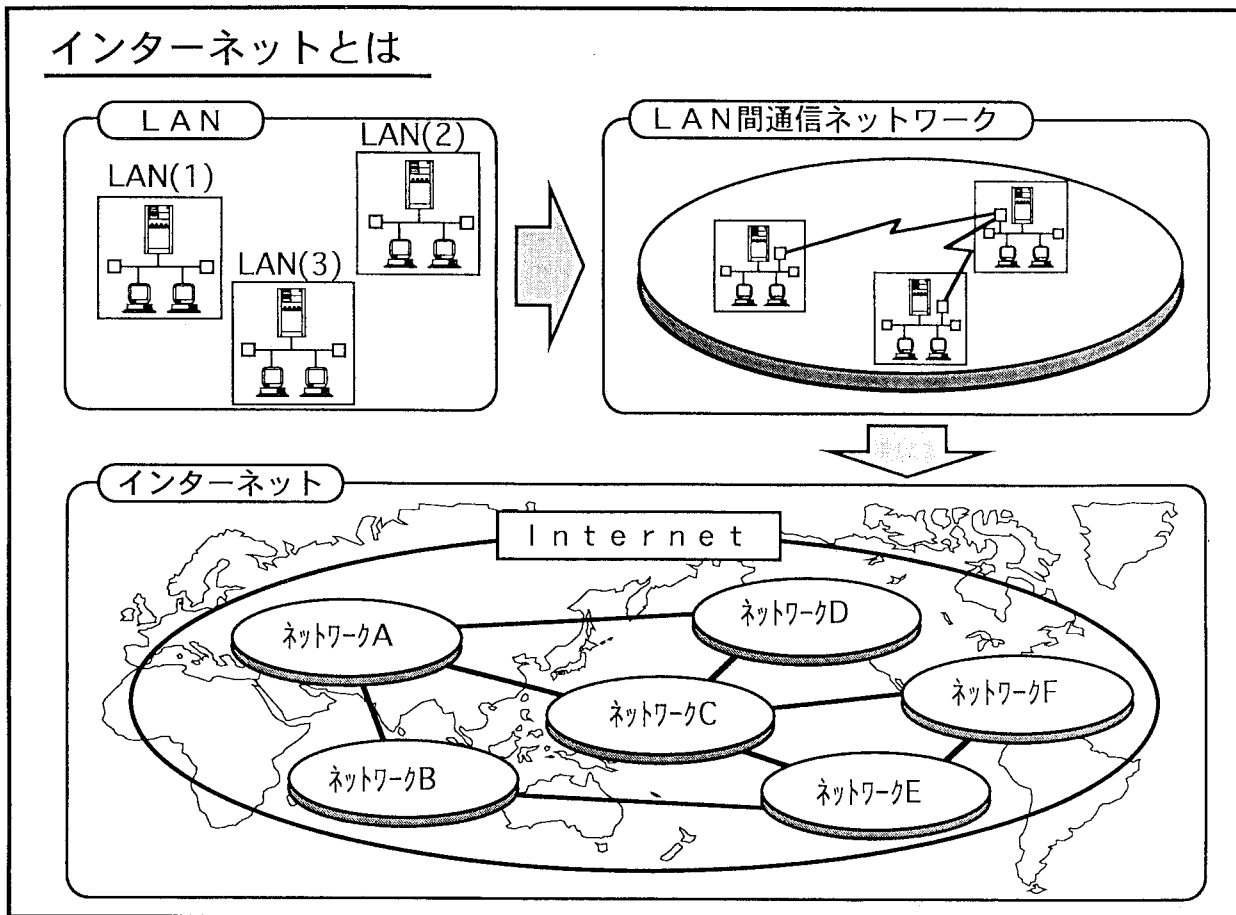 インターネットとは
ＬＡＮ
LAN(1)
LAN(2)
LAN(3)
ＬＡＮ間通信ネットワーク
インターネット
Ｉｎｔｅｒｎｅｔ
ﾈｯﾄﾜｰｸA
ﾈｯﾄﾜｰｸD
ﾈｯﾄﾜｰｸC
ﾈｯﾄﾜｰｸF
ﾈｯﾄﾜｰｸB
ﾈｯﾄﾜｰｸE